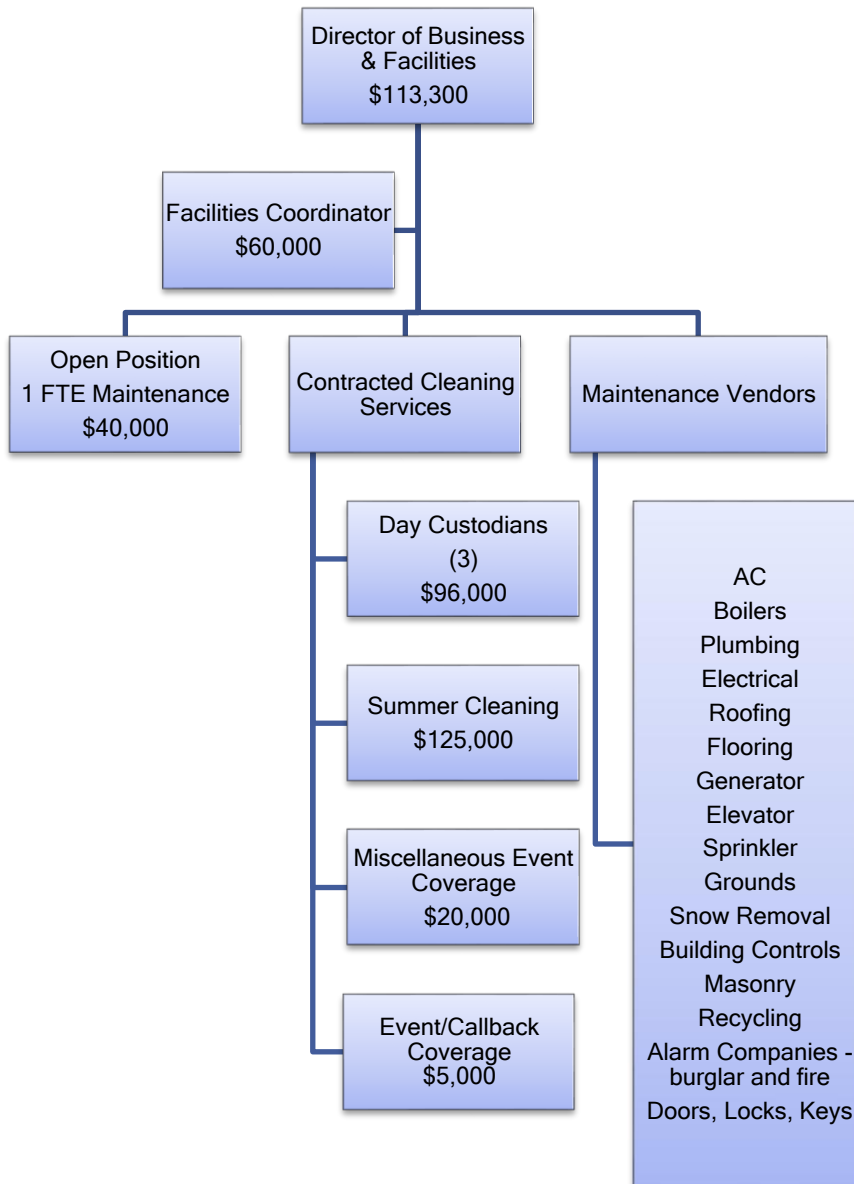 Director of Business
& Facilities
$113,300
Facilities Coordinator
$60,000
Open Position
1 FTE Maintenance
$40,000
Contracted Cleaning
Services
Maintenance Vendors
Day Custodians
(3)
$96,000
Summer Cleaning
$125,000
Miscellaneous Event
Coverage
$20,000
Event/Callback
Coverage
$5,000
AC
Boilers
Plumbing
Electrical
Roofing
Flooring
Generator
Elevator
Sprinkler
Grounds
Snow Removal
Building Controls
Masonry
Recycling
Alarm Companies -
burglar and fire
Doors, Locks, Keys